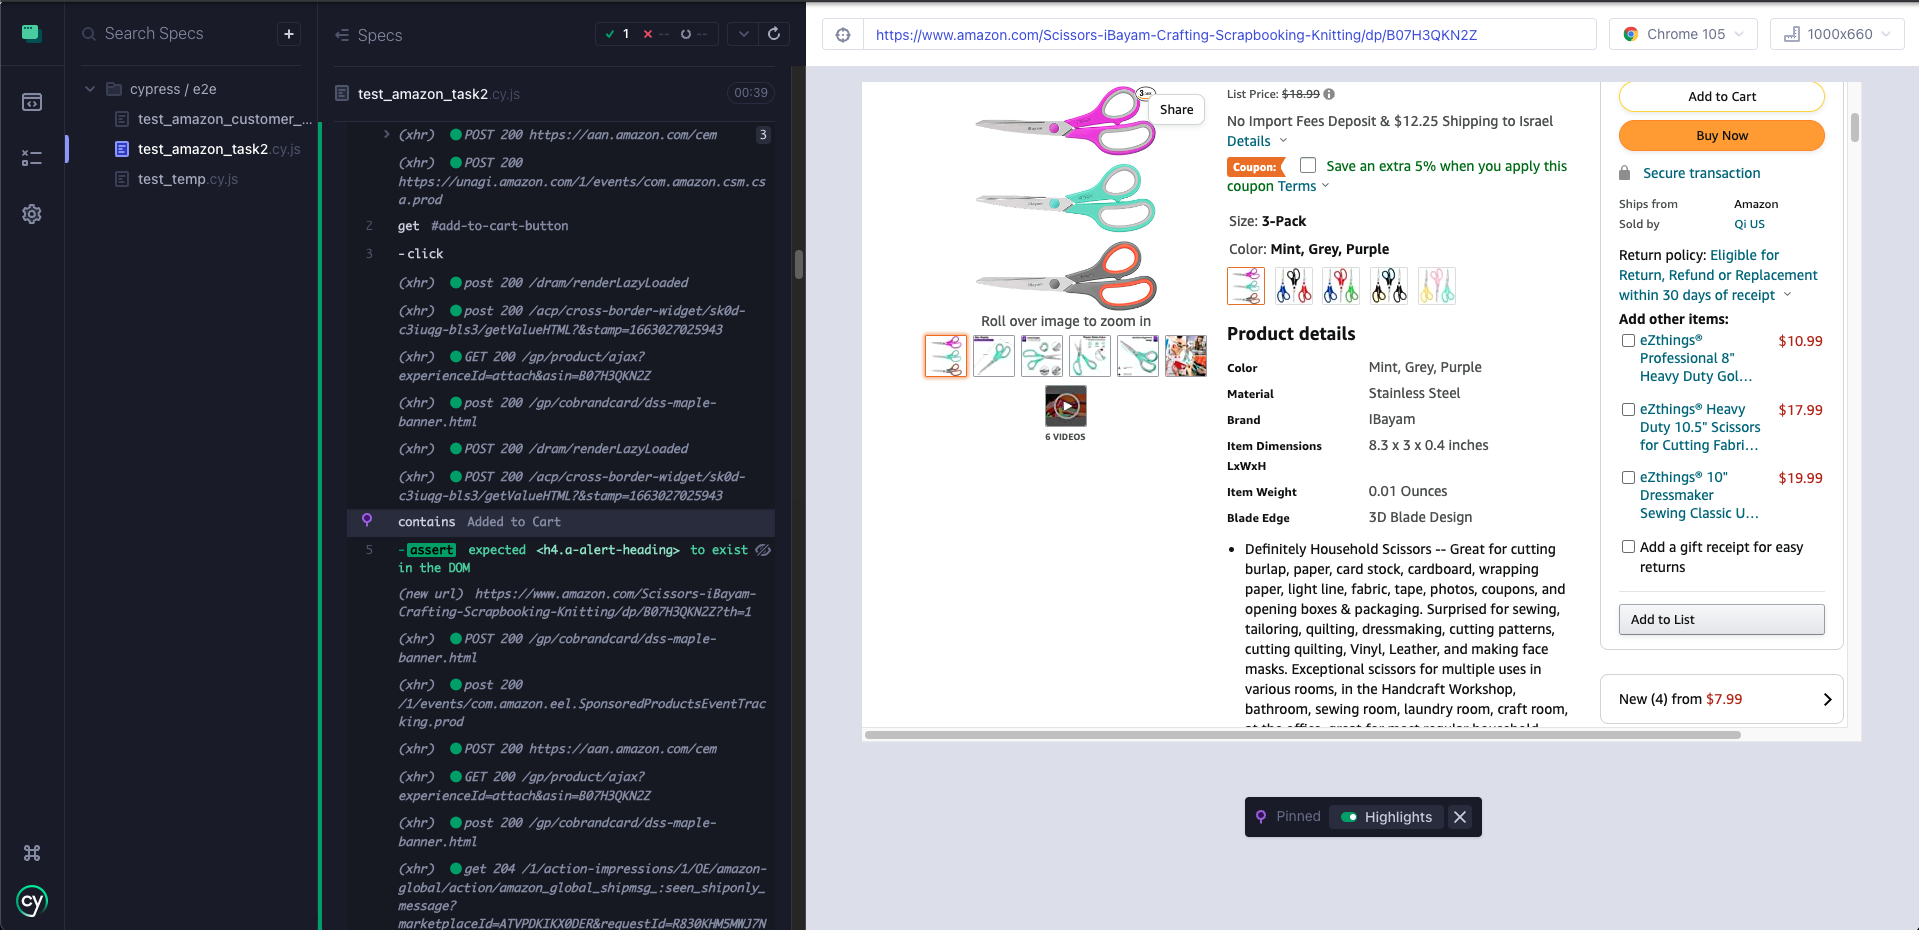 Search Specs
+
cypress / e2e
test_amazon_customer_...
test_amazon_task2.cy.js
test_temp.cy.js
cy
Specs
1 -- --
test_amazon_task2.cy.js 00:39
(xhr) POST 200 https://aan.amazon.com/cem 3
(xhr) POST 200
https://unagi.amazon.com/1/events/com.amazon.csm.cs
a.prod
2 get #add-to-cart-button
3 -click
(xhr) post 200 /dram/renderLazyLoaded
(xhr) post 200 /acp/cross-border-widget/sk0d-
c3iuqg-bls3/getValueHTML?&stamp=1663027025943
(xhr) GET 200 /gp/product/ajax?
experienceId=attach&asin=B07H3QKN2Z
(xhr) post 200 /gp/cobrandcard/dss-maple-
banner.html
(xhr) POST 200 /dram/renderLazyLoaded
(xhr) POST 200 /acp/cross-border-widget/sk0d-
c3iuqg-bls3/getValueHTML?&stamp=1663027025943
contains Added to Cart
5 -assert expected <h4.a-alert-heading> to exist
in the DOM
(new url) https://www.amazon.com/Scissors-iBayam-
Crafting-Scrapbooking-Knitting/dp/B07H3QKN2Z?th=1
(xhr) POST 200 /gp/cobrandcard/dss-maple-
banner.html
(xhr) post 200
/1/events/com.amazon.eel.SponsoredProductsEventTrac
king.prod
(xhr) POST 200 https://aan.amazon.com/cem
(xhr) GET 200 /gp/product/ajax?
experienceId=attach&asin=B07H3QKN2Z
(xhr) post 200 /gp/cobrandcard/dss-maple-
banner.html
(xhr) get 204 /1/action-impressions/1/OE/amazon-
global/action/amazon_global_shipmsg_:seen_shiponly_
message?
marketplaceId=ATVPDKIKX0DER&requestId=R830KHM5MWJ7N
https://www.amazon.com/Scissors-iBayam-Crafting-Scrapbooking-Knitting/dp/B07H3QKN2Z
Chrome 105
1000x660
Share
Roll over image to zoom in
6 VIDEOS
List Price: $18.99
No Import Fees Deposit & $12.25 Shipping to Israel
Details
Coupon: Save an extra 5% when you apply this
coupon Terms
Size: 3-Pack
Color: Mint, Grey, Purple
Product details
Color Mint, Grey, Purple
Material Stainless Steel
Brand IBayam
Item Dimensions 8.3 x 3 x 0.4 inches
LxWxH
Item Weight 0.01 Ounces
Blade Edge 3D Blade Design
• Definitely Household Scissors -- Great for cutting
burlap, paper, card stock, cardboard, wrapping
paper, light line, fabric, tape, photos, coupons, and
opening boxes & packaging. Surprised for sewing,
tailoring, quilting, dressmaking, cutting patterns,
cutting quilting, Vinyl, Leather, and making face
masks. Exceptional scissors for multiple uses in
various rooms, in the Handcraft Workshop,
bathroom, sewing room, laundry room, craft room,
at the office, great for most regular household
Add to Cart
Buy Now
Secure transaction
Ships from Amazon
Sold by Qi US
Return policy: Eligible for
Return, Refund or Replacement
within 30 days of receipt
Add other items:
eZthings® $10.99
Professional 8"
Heavy Duty Gol…
eZthings® Heavy $17.99
Duty 10.5" Scissors
for Cutting Fabri…
eZthings® 10" $19.99
Dressmaker
Sewing Classic U…
Add a gift receipt for easy
returns
Add to List
New (4) from $7.99
Pinned Highlights